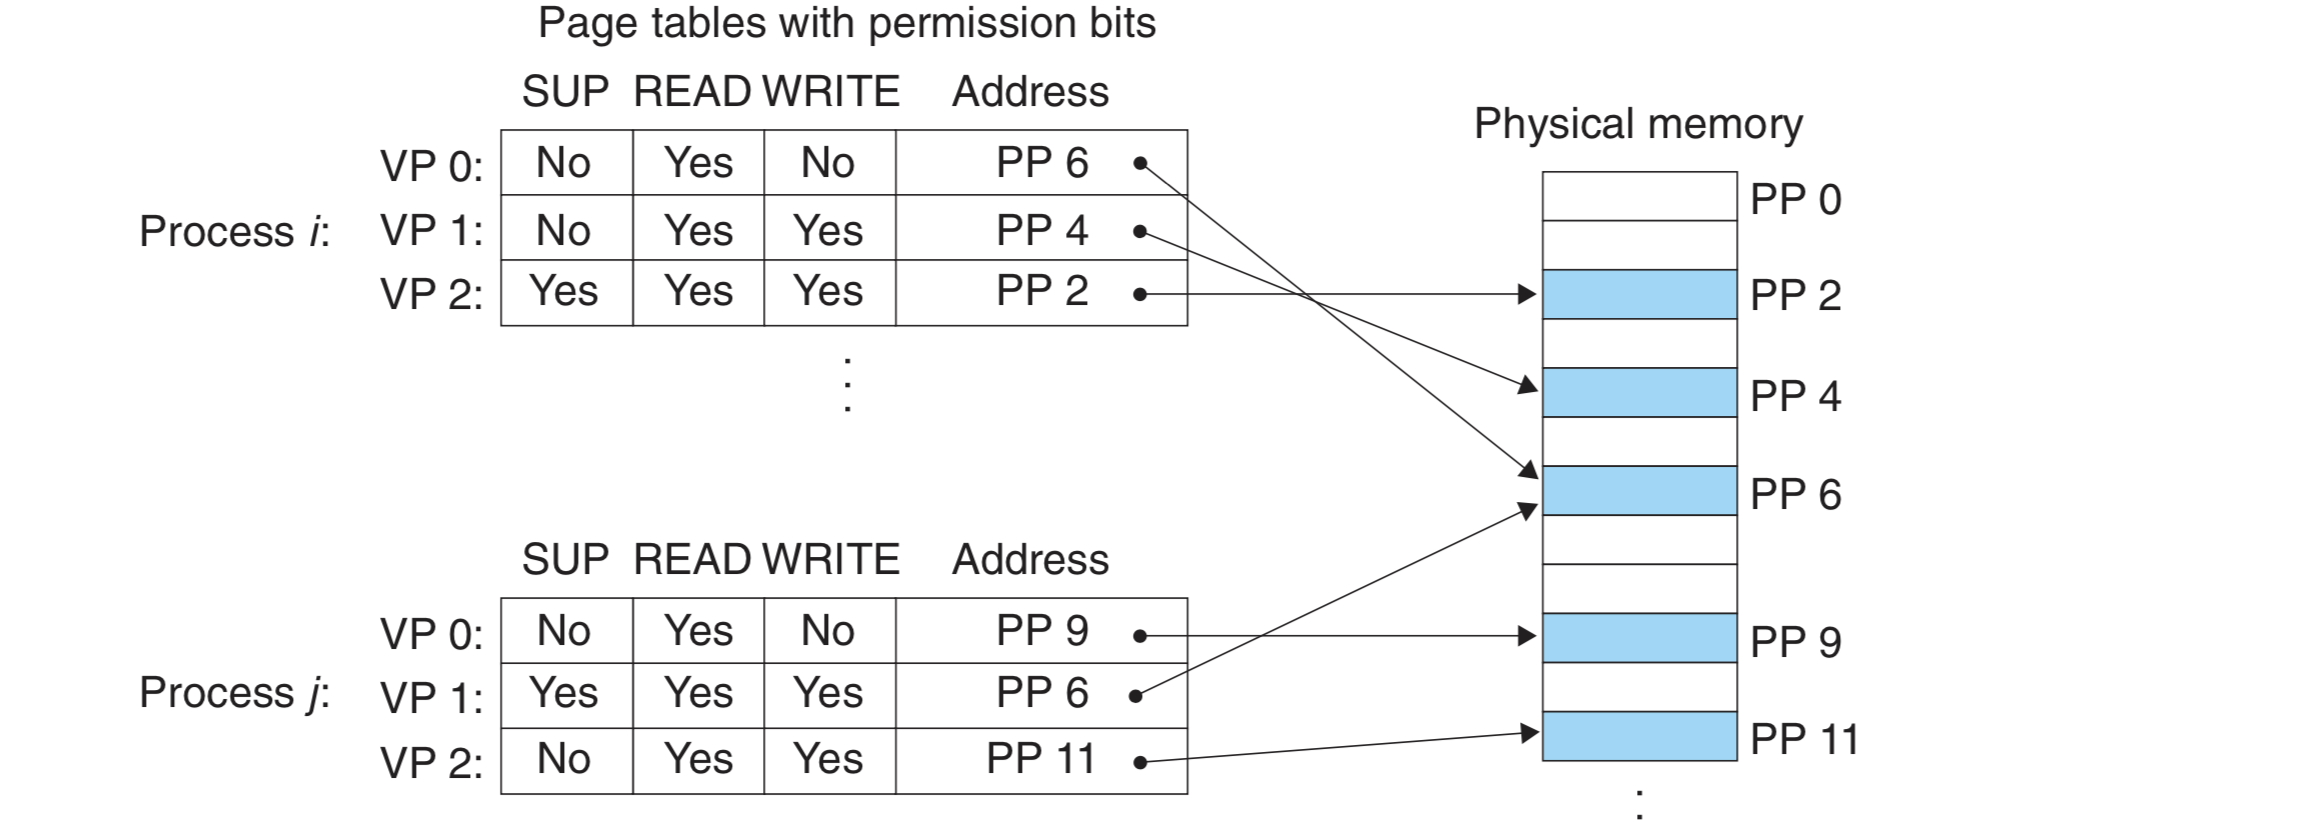 Page tables with permission bits
SUP READ WRITE Address
VP 0: No Yes No PP 6
Process i: VP 1: No Yes Yes PP 4
VP 2: Yes Yes Yes PP 2
Physical memory
PP 0
PP 2
PP 4
PP 6
PP 9
PP 11
SUP READ WRITE Address
VP 0: No Yes No PP 9
Process j: VP 1: Yes Yes Yes PP 6
VP 2: No Yes Yes PP 11